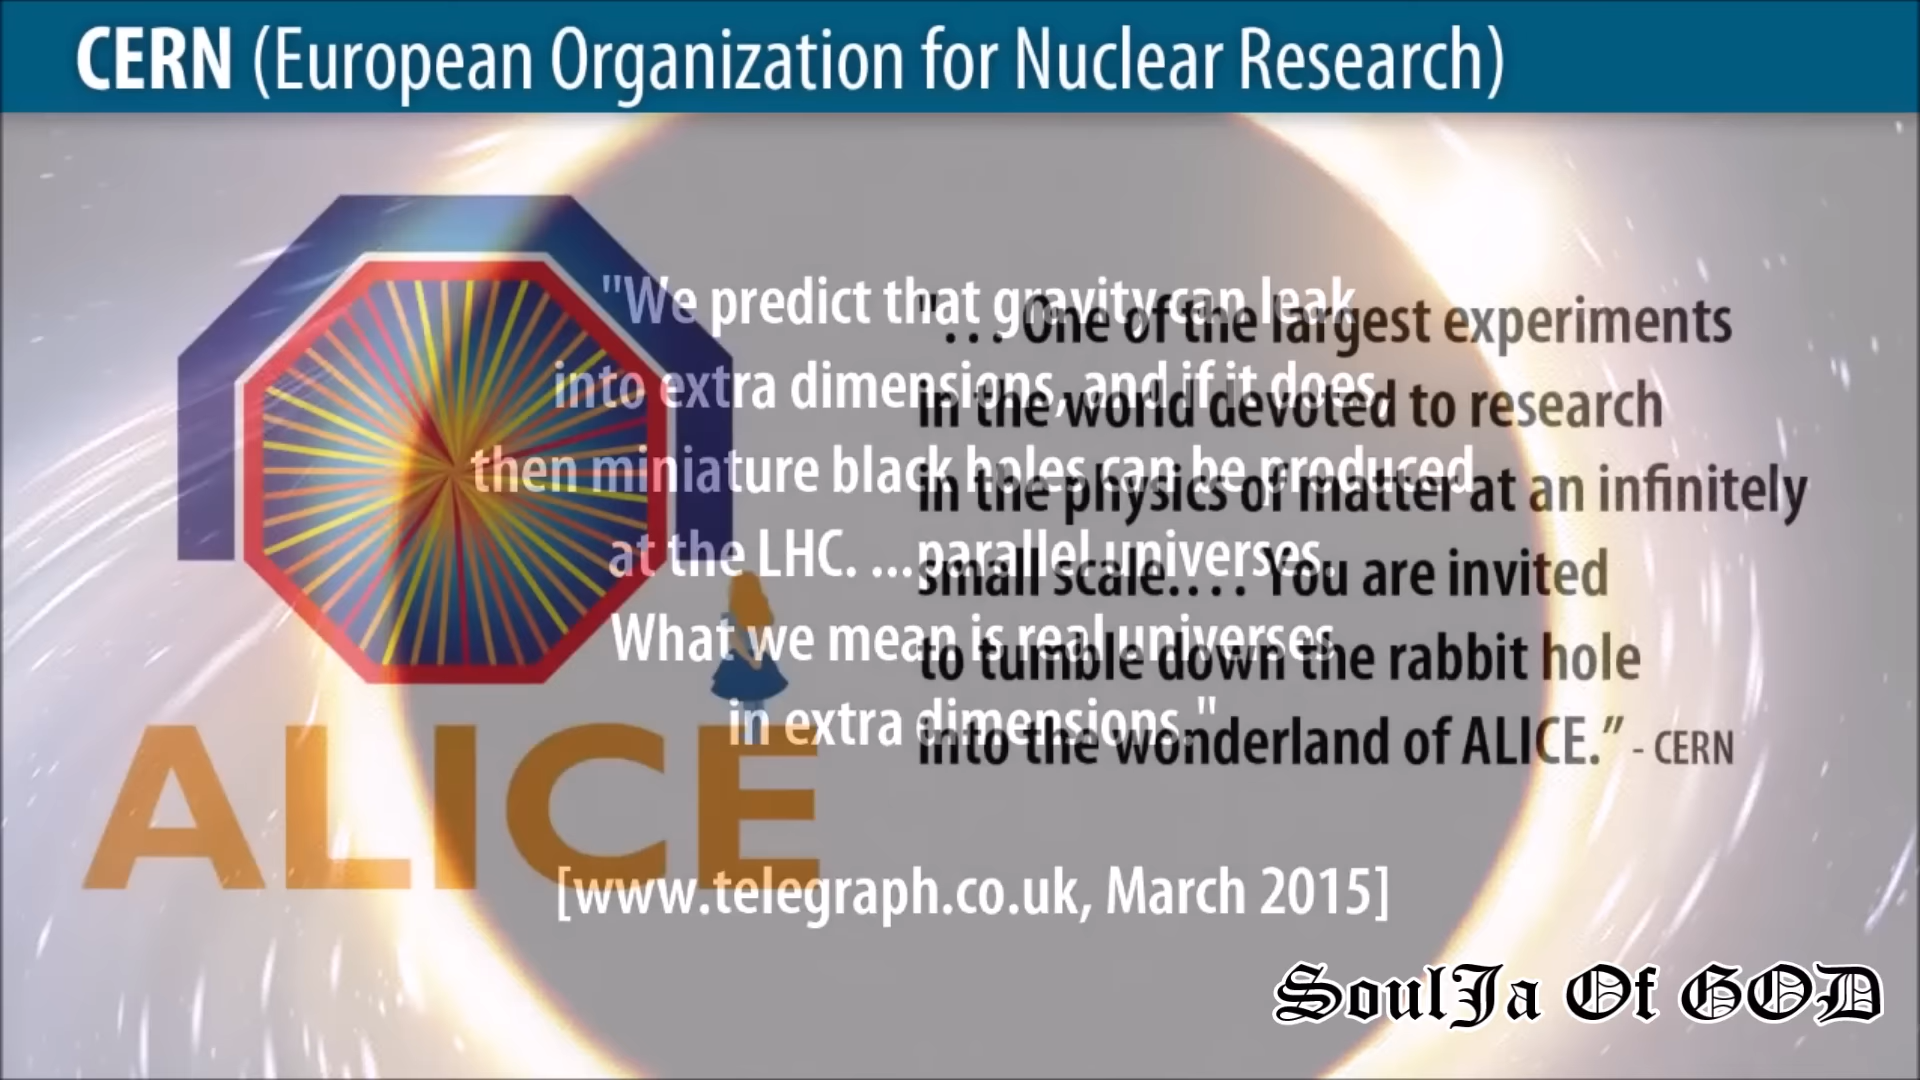 CERN (European Organization for Nuclear Research)
"We predict that gravity can leak
into extra dimensions, and if it does,
then miniature black holes can be produced
at the LHC. ...parallel universes.
What we mean is real universes
in extra dimensions."
[www.telegraph.co.uk, March 2015]
"... One of the largest experiments
in the world devoted to research
in the physics of matter at an infinitely
small scale.... You are invited
to tumble down the rabbit hole
into the wonderland of ALICE.” - CERN
ALICE
SoulJa Of GOD